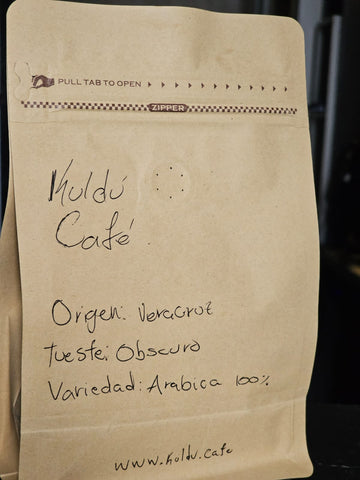 PULL TAB TO OPEN
ZIPPER
Kuldú
Café
Origen: Veracruz
tueste: Obscuro
Variedad: Arabica 100%
www.kuldu.cafe